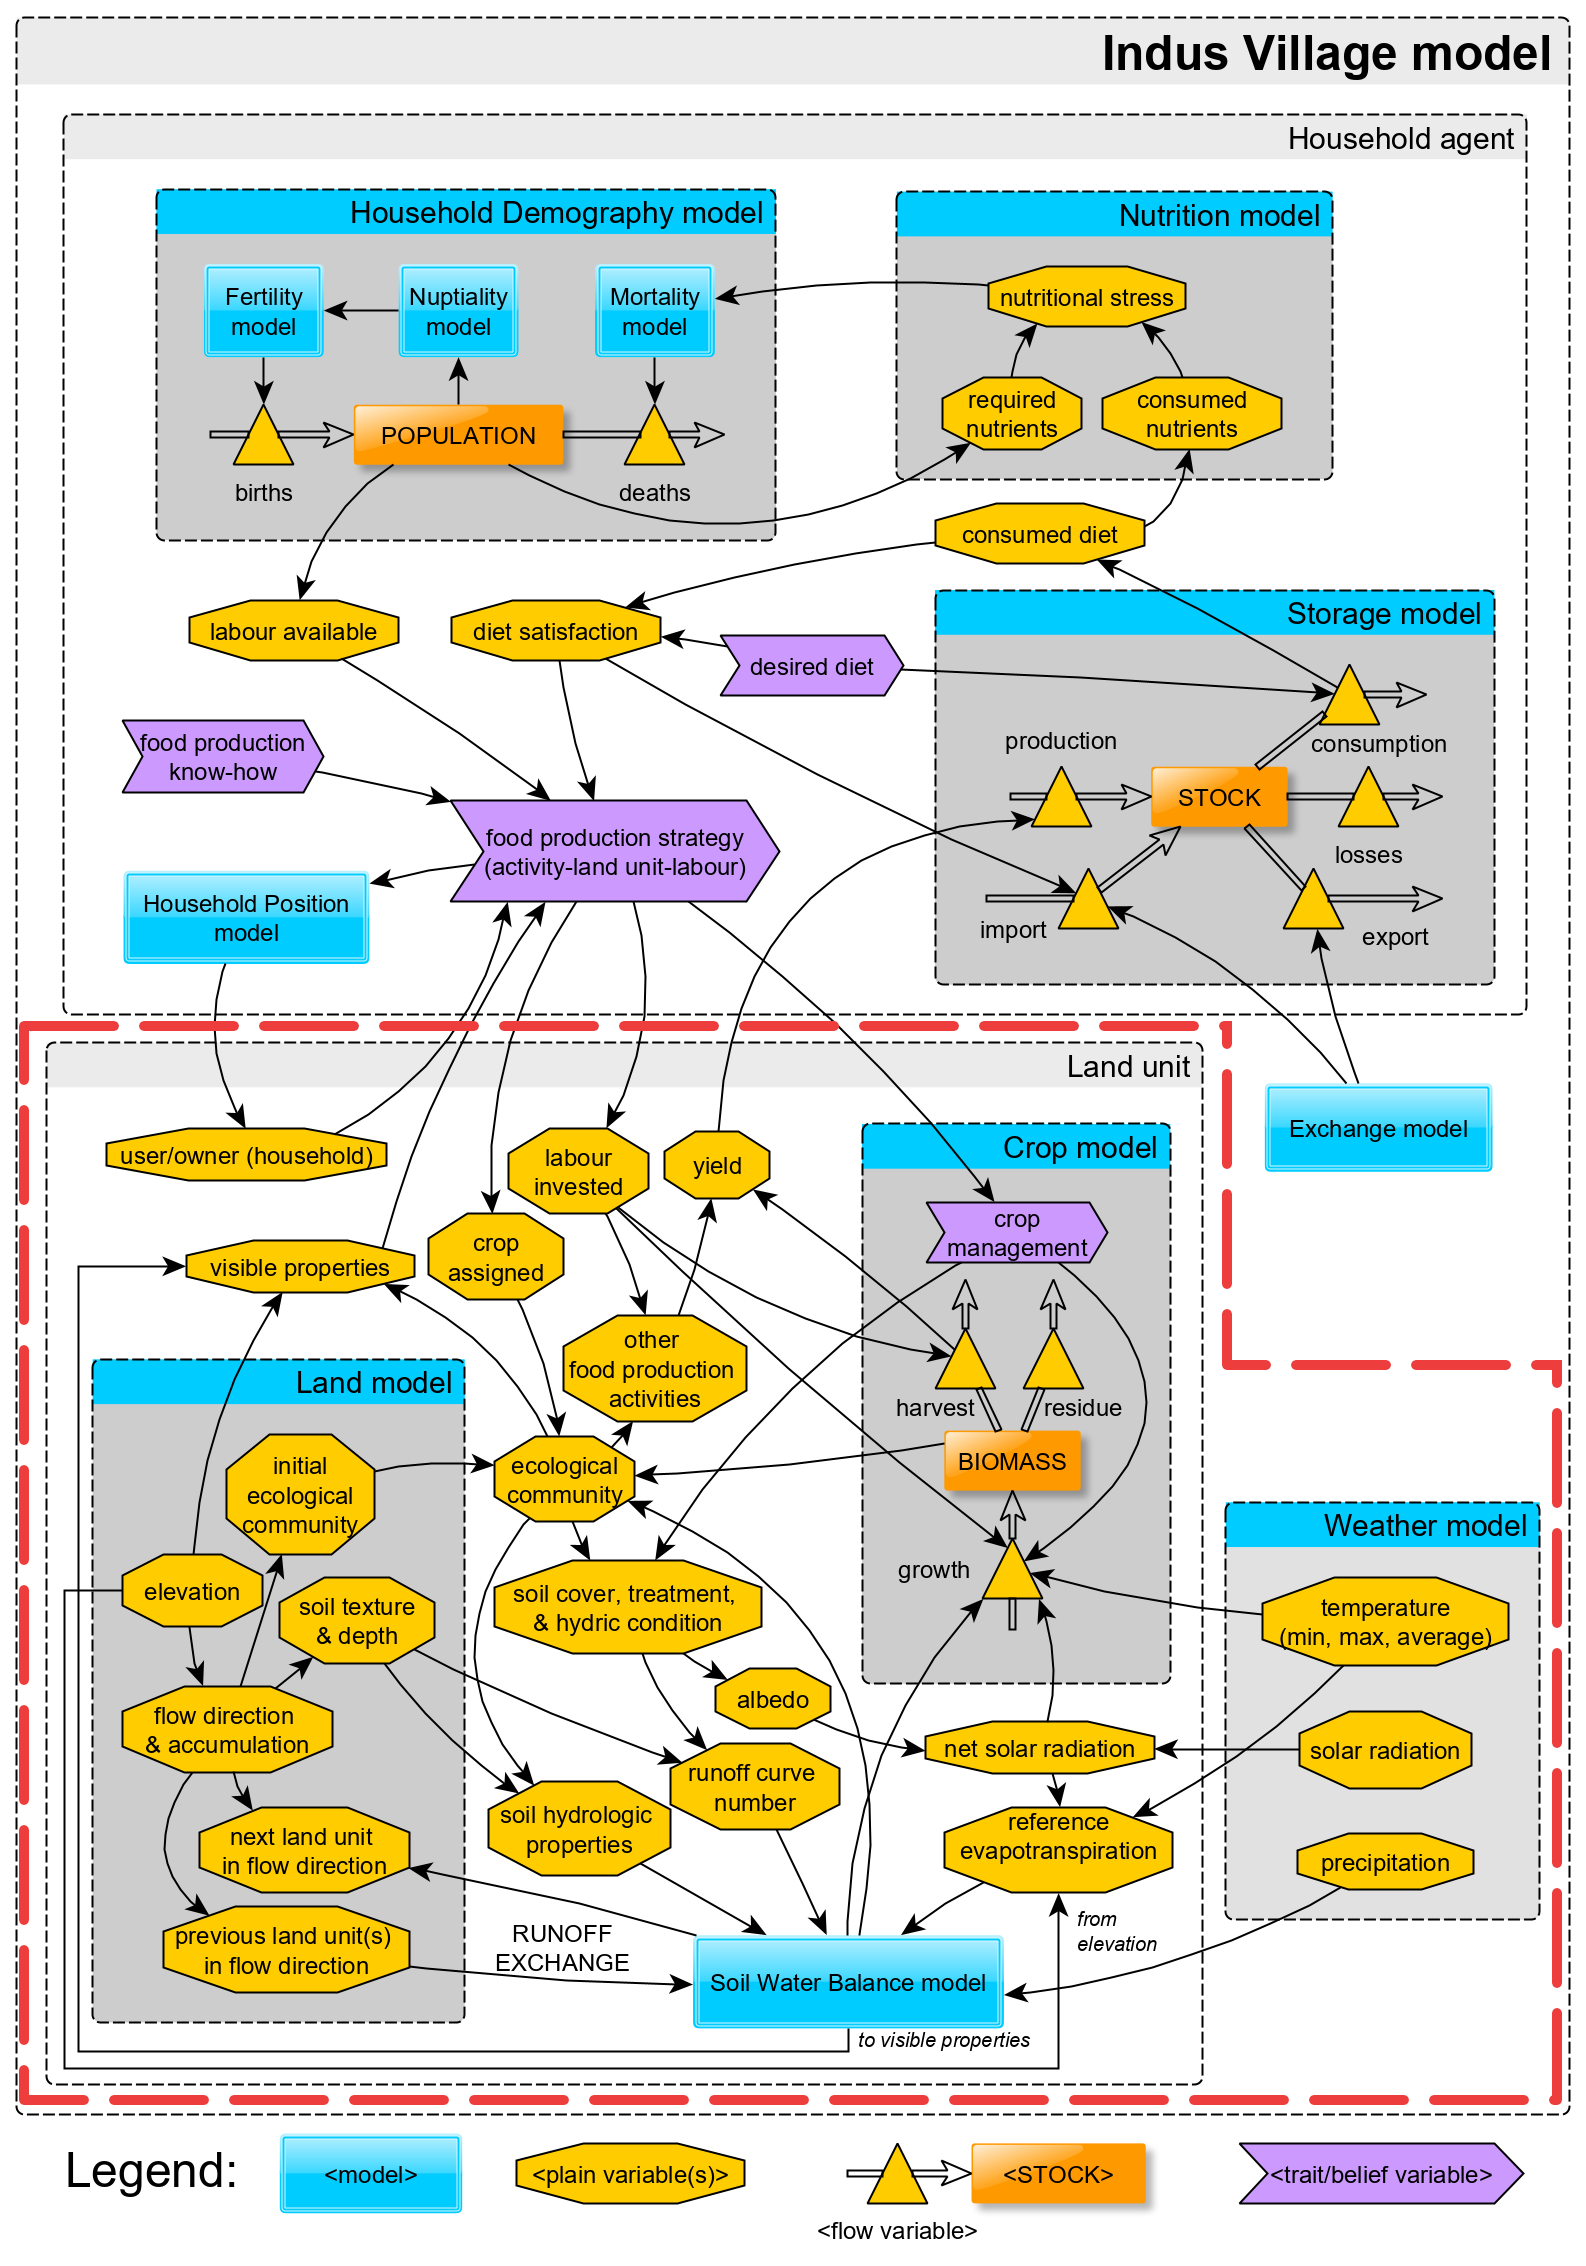 Indus Village model
Household agent
Household Demography model
Nutrition model
Fertility
model
Nuptiality
model
Mortality
model
nutritional stress
required
nutrients
consumed
nutrients
POPULATION
births
deaths
consumed diet
Storage model
labour available
diet satisfaction
desired diet
food production
know-how
production
consumption
STOCK
losses
food production strategy
(activity-land unit-labour)
Household Position
model
import
export
Land unit
Exchange model
user/owner (household)
labour
invested
yield
Crop model
crop
management
visible properties
crop
assigned
other
food production
activities
harvest
residue
Land model
initial
ecological
community
ecological
community
BIOMASS
Weather model
elevation
soil texture
& depth
soil cover, treatment,
& hydric condition
growth
temperature
(min, max, average)
flow direction
& accumulation
albedo
net solar radiation
solar radiation
runoff curve
number
soil hydrologic
properties
reference
evapotranspiration
next land unit
in flow direction
precipitation
previous land unit(s)
in flow direction
RUNOFF
EXCHANGE
from
elevation
Soil Water Balance model
to visible properties
Legend:
<model>
<plain variable(s)>
<STOCK>
<trait/belief variable>
<flow variable>